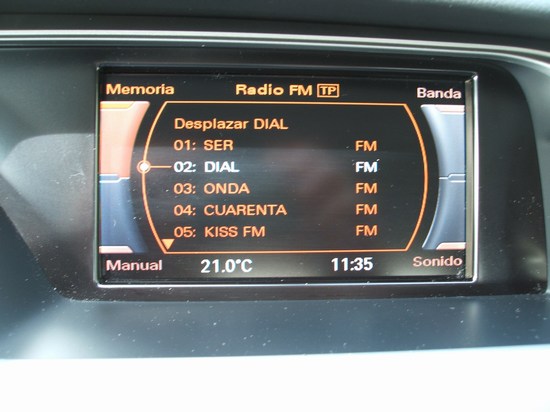 Memoria Radio FM TP Banda
Desplazar DIAL
01: SER FM
02: DIAL FM
03: ONDA FM
04: CUARENTA FM
05: KISS FM FM
Manual 21.0°C 11:35 Sonido